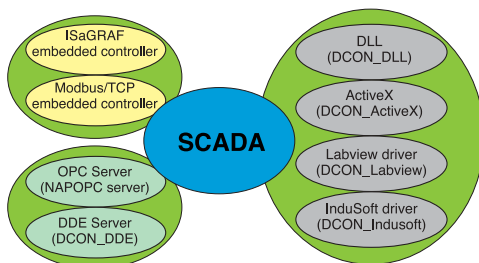 ISaGRAF
embedded controller
Modbus/TCP
embedded controller
OPC Server
(NAPOPC server)
DDE Server
(DCON_DDE)
SCADA
DLL
(DCON_DLL)
ActiveX
(DCON_ActiveX)
Labview driver
(DCON_Labview)
InduSoft driver
(DCON_Indusoft)